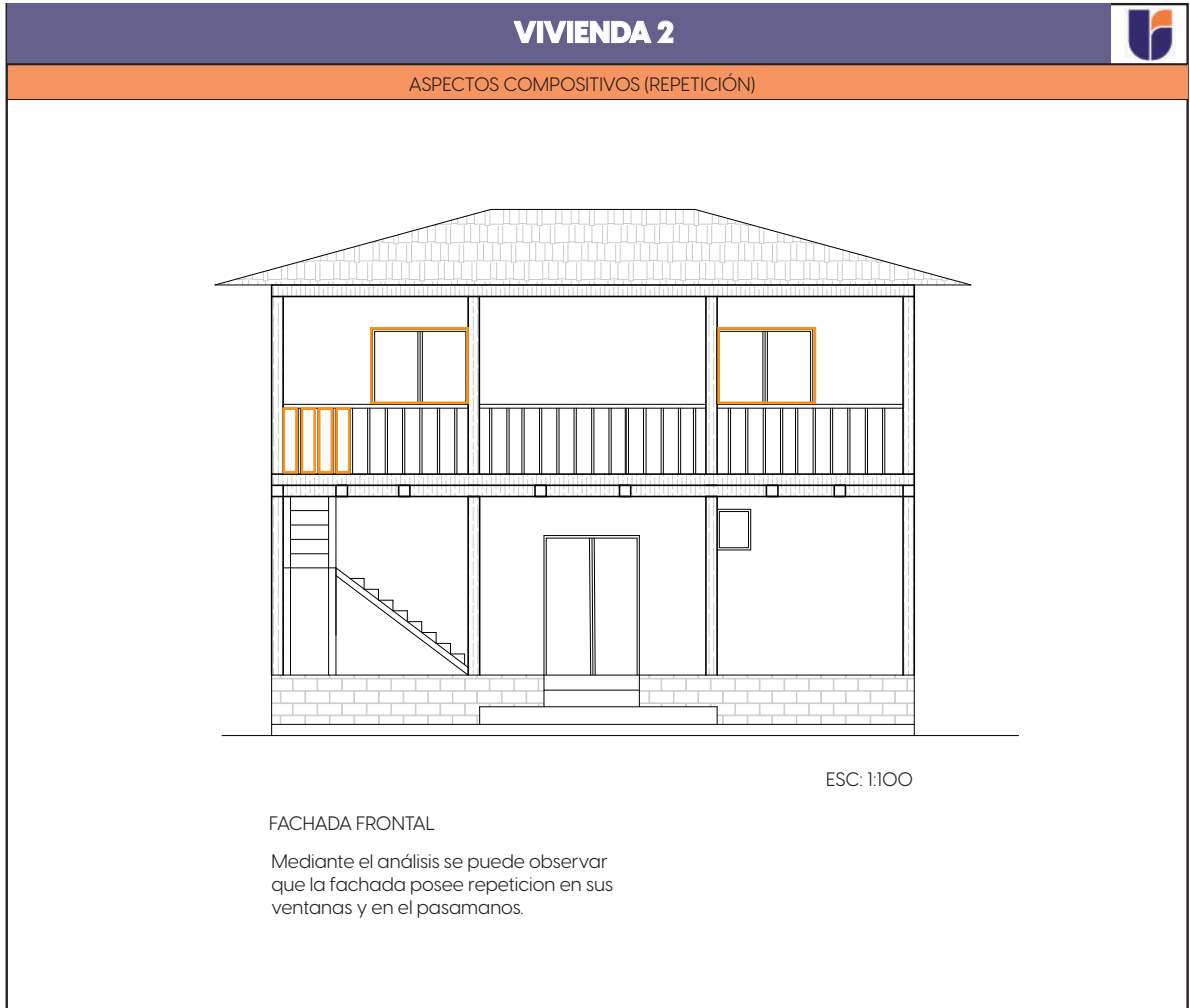 VIVIENDA 2
ASPECTOS COMPOSITIVOS (REPETICIÓN)
ESC: 1:100
FACHADA FRONTAL
Mediante el análisis se puede observar
que la fachada posee repeticion en sus
ventanas y en el pasamanos.